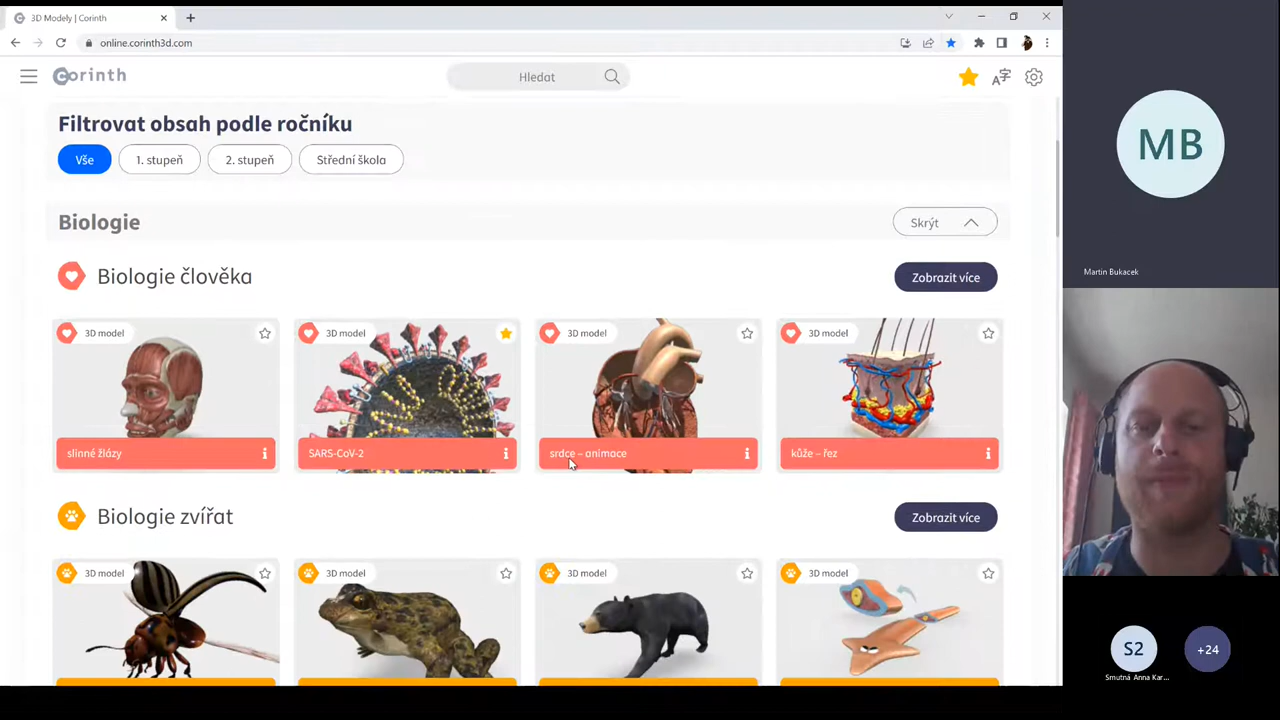 3D Modely | Corinth
online.corinth3d.com
corinth
Hledat
Filtrovat obsah podle ročníku
Vše
1. stupeň
2. stupeň
Střední škola
Biologie
Skrýt
Biologie člověka
Zobrazit více
3D model
3D model
3D model
3D model
slinné žlázy
SARS-CoV-2
srdce – animace
kůže – řez
Biologie zvířat
Zobrazit více
3D model
3D model
3D model
3D model
MB
Martin Bukacek
S2
+24
Smutná Anna Kar...